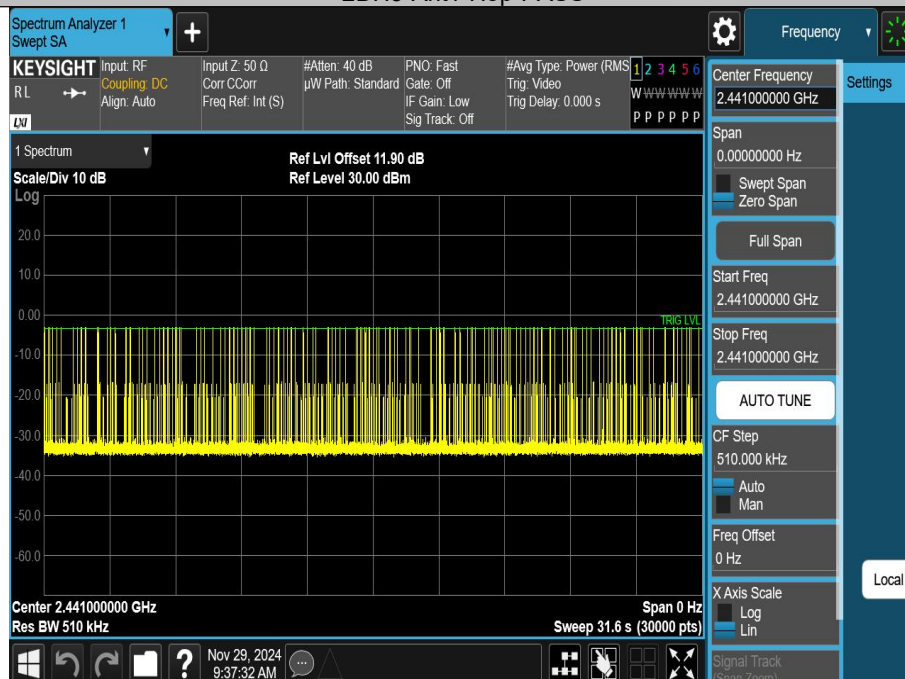 Spectrum Analyzer 1
Swept SA
+
Frequency
KEYSIGHT
RL
LXI
Input: RF
Coupling: DC
Align: Auto
Input Z: 50 Ω
Corr CCorr
Freq Ref: Int (S)
#Atten: 40 dB
µW Path: Standard
PNO: Fast
Gate: Off
IF Gain: Low
Sig Track: Off
#Avg Type: Power (RMS
Trig: Video
Trig Delay: 0.000 s
1 2 3 4 5 6
W W W W W W
P P P P P P
1 Spectrum
Scale/Div 10 dB
Log
Ref Lvl Offset 11.90 dB
Ref Level 30.00 dBm
20.0
10.0
0.00
TRIG LVL
-10.0
-20.0
-30.0
-40.0
-50.0
-60.0
Center 2.441000000 GHz
Res BW 510 kHz
Span 0 Hz
Sweep 31.6 s (30000 pts)
Center Frequency
2.441000000 GHz
Settings
Span
0.00000000 Hz
Swept Span
Zero Span
Full Span
Start Freq
2.441000000 GHz
Stop Freq
2.441000000 GHz
AUTO TUNE
CF Step
510.000 kHz
Auto
Man
Freq Offset
0 Hz
Local
X Axis Scale
Log
Lin
Signal Track
(Span Zoom)
?
Nov 29, 2024
9:37:32 AM